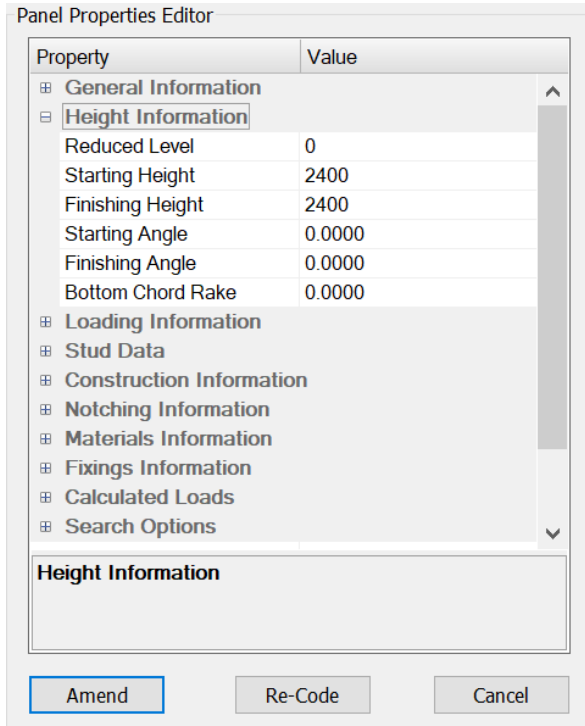 Panel Properties Editor
Property Value
General Information
Height Information
Reduced Level 0
Starting Height 2400
Finishing Height 2400
Starting Angle 0.0000
Finishing Angle 0.0000
Bottom Chord Rake 0.0000
Loading Information
Stud Data
Construction Information
Notching Information
Materials Information
Fixings Information
Calculated Loads
Search Options
Height Information
Amend Re-Code Cancel